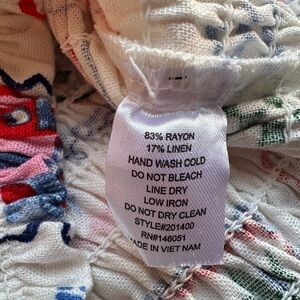 83% RAYON
17% LINEN
HAND WASH COLD
DO NOT BLEACH
LINE DRY
LOW IRON
DO NOT DRY CLEAN
STYLE#201400
RN#146051
MADE IN VIET NAM